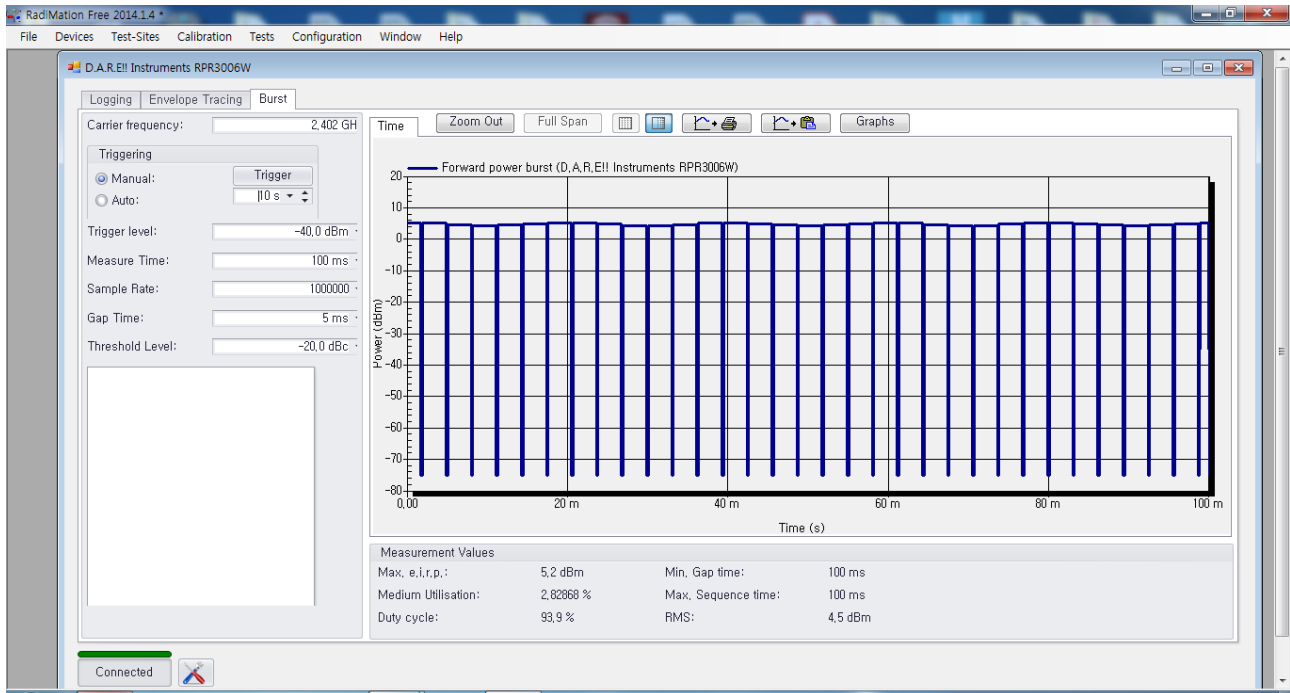 RadiMation Free 2014.1.4 *
File Devices Test-Sites Calibration Tests Configuration Window Help
D.A.R.E!! Instruments RPR3006W
Logging Envelope Tracing Burst
Carrier frequency: 2,402 GH
Triggering
Manual: Trigger
Auto: 10 s
Trigger level: -40,0 dBm
Measure Time: 100 ms
Sample Rate: 1000000
Gap Time: 5 ms
Threshold Level: -20,0 dBc
Time Zoom Out Full Span Graphs
Forward power burst (D,A,R,E!! Instruments RPR3006W)
20
10
0
-10
-20
-30
-40
-50
-60
-70
-80
Power (dBm)
0,00 20 m 40 m 60 m 80 m 100 m
Time (s)
Measurement Values
Max, e,i,r,p,: 5,2 dBm Min, Gap time: 100 ms
Medium Utilisation: 2,82868 % Max, Sequence time: 100 ms
Duty cycle: 93,9 % RMS: 4,5 dBm
Connected